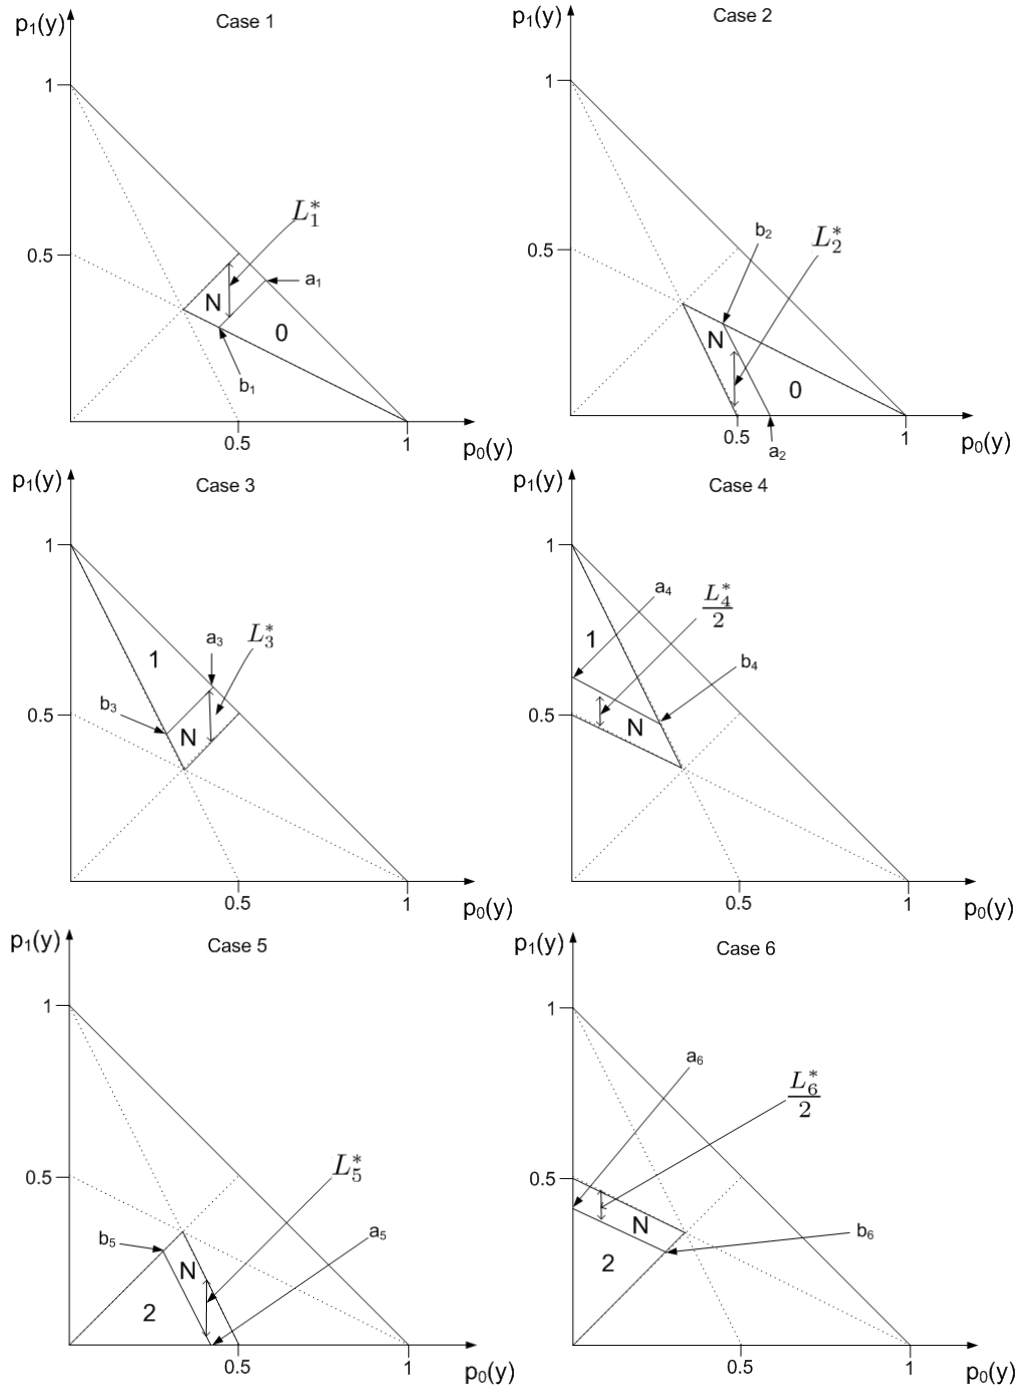 Case 1
p₁(y)
1
0.5
L₁*
a₁
N
0
b₁
0.5
1
p₀(y)
Case 2
p₁(y)
1
0.5
b₂
L₂*
N
0
0.5
1
a₂
p₀(y)
Case 3
p₁(y)
1
0.5
1
a₃
L₃*
b₃
N
0.5
1
p₀(y)
Case 4
p₁(y)
1
0.5
a₄
L₄*
2
1
b₄
N
0.5
1
p₀(y)
Case 5
p₁(y)
1
0.5
L₅*
b₅
a₅
N
2
0.5
1
p₀(y)
Case 6
p₁(y)
1
0.5
a₆
L₆*
2
N
b₆
2
0.5
1
p₀(y)